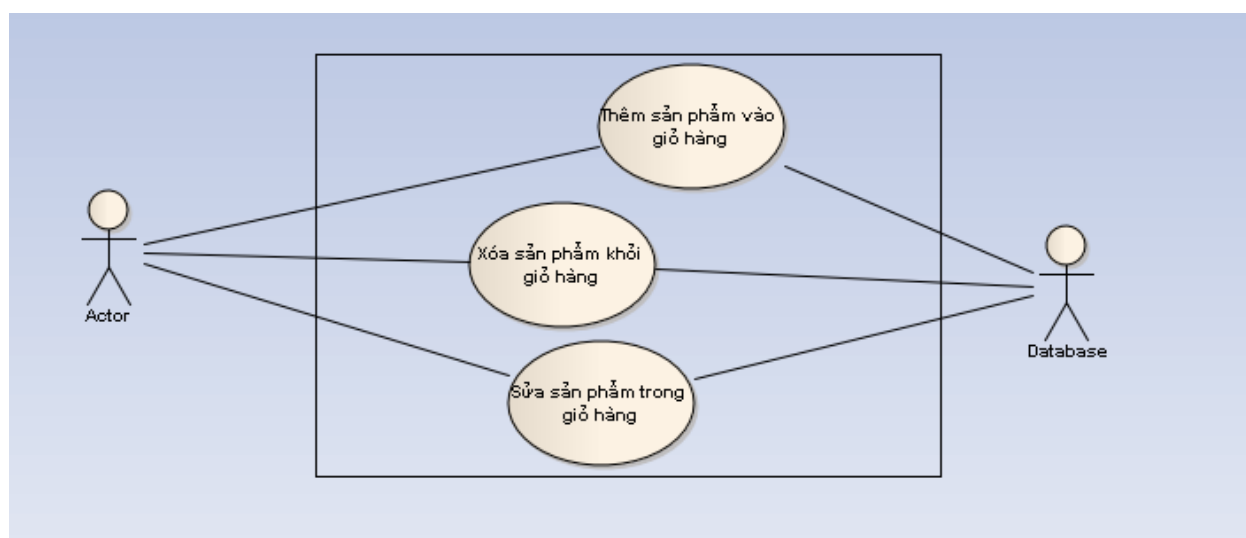 Thêm sản phẩm vào
giỏ hàng
Xóa sản phẩm khỏi
giỏ hàng
Actor
Database
Sửa sản phẩm trong
giỏ hàng